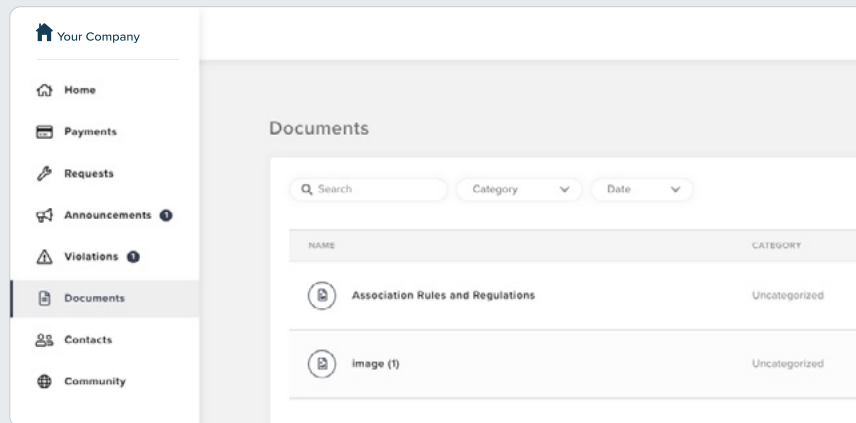 Your Company
Home
Payments
Requests
Announcements 1
Violations 1
Documents
Contacts
Community
Documents
Search Category Date
NAME CATEGORY
Association Rules and Regulations Uncategorized
image (1) Uncategorized